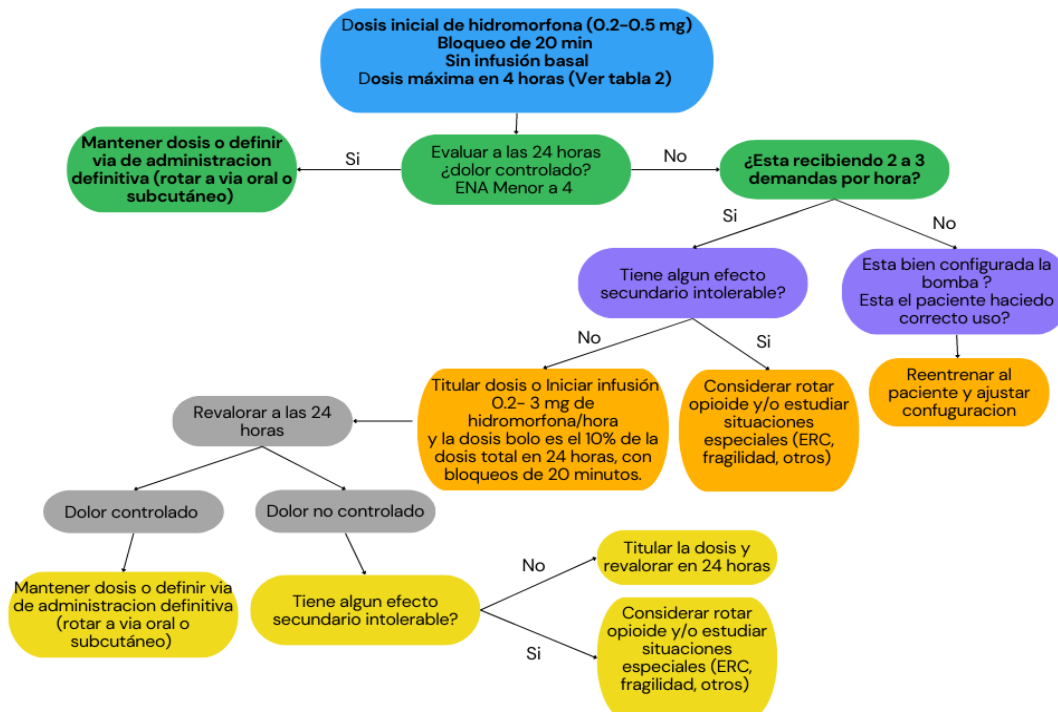 Dosis inicial de hidromorfona (0.2-0.5 mg)
Bloqueo de 20 min
Sin infusión basal
Dosis máxima en 4 horas (Ver tabla 2)
Mantener dosis o definir
via de administracion
definitiva (rotar a via oral o
subcutáneo)
Si
Evaluar a las 24 horas
¿dolor controlado?
ENA Menor a 4
No
¿Esta recibiendo 2 a 3
demandas por hora?
Si
No
Tiene algun efecto
secundario intolerable?
Esta bien configurada la
bomba ?
Esta el paciente haciedo
correcto uso?
No
Si
Titular dosis o Iniciar infusión
0.2- 3 mg de
hidromorfona/hora
y la dosis bolo es el 10% de la
dosis total en 24 horas, con
bloqueos de 20 minutos.
Considerar rotar
opioide y/o estudiar
situaciones
especiales (ERC,
fragilidad, otros)
Reentrenar al
paciente y ajustar
confuguracion
Revalorar a las 24
horas
Dolor controlado
Dolor no controlado
Mantener dosis o definir via
de administracion definitiva
(rotar a via oral o
subcutáneo)
Tiene algun efecto
secundario intolerable?
No
Titular la dosis y
revalorar en 24 horas
Si
Considerar rotar
opioide y/o estudiar
situaciones
especiales (ERC,
fragilidad, otros)